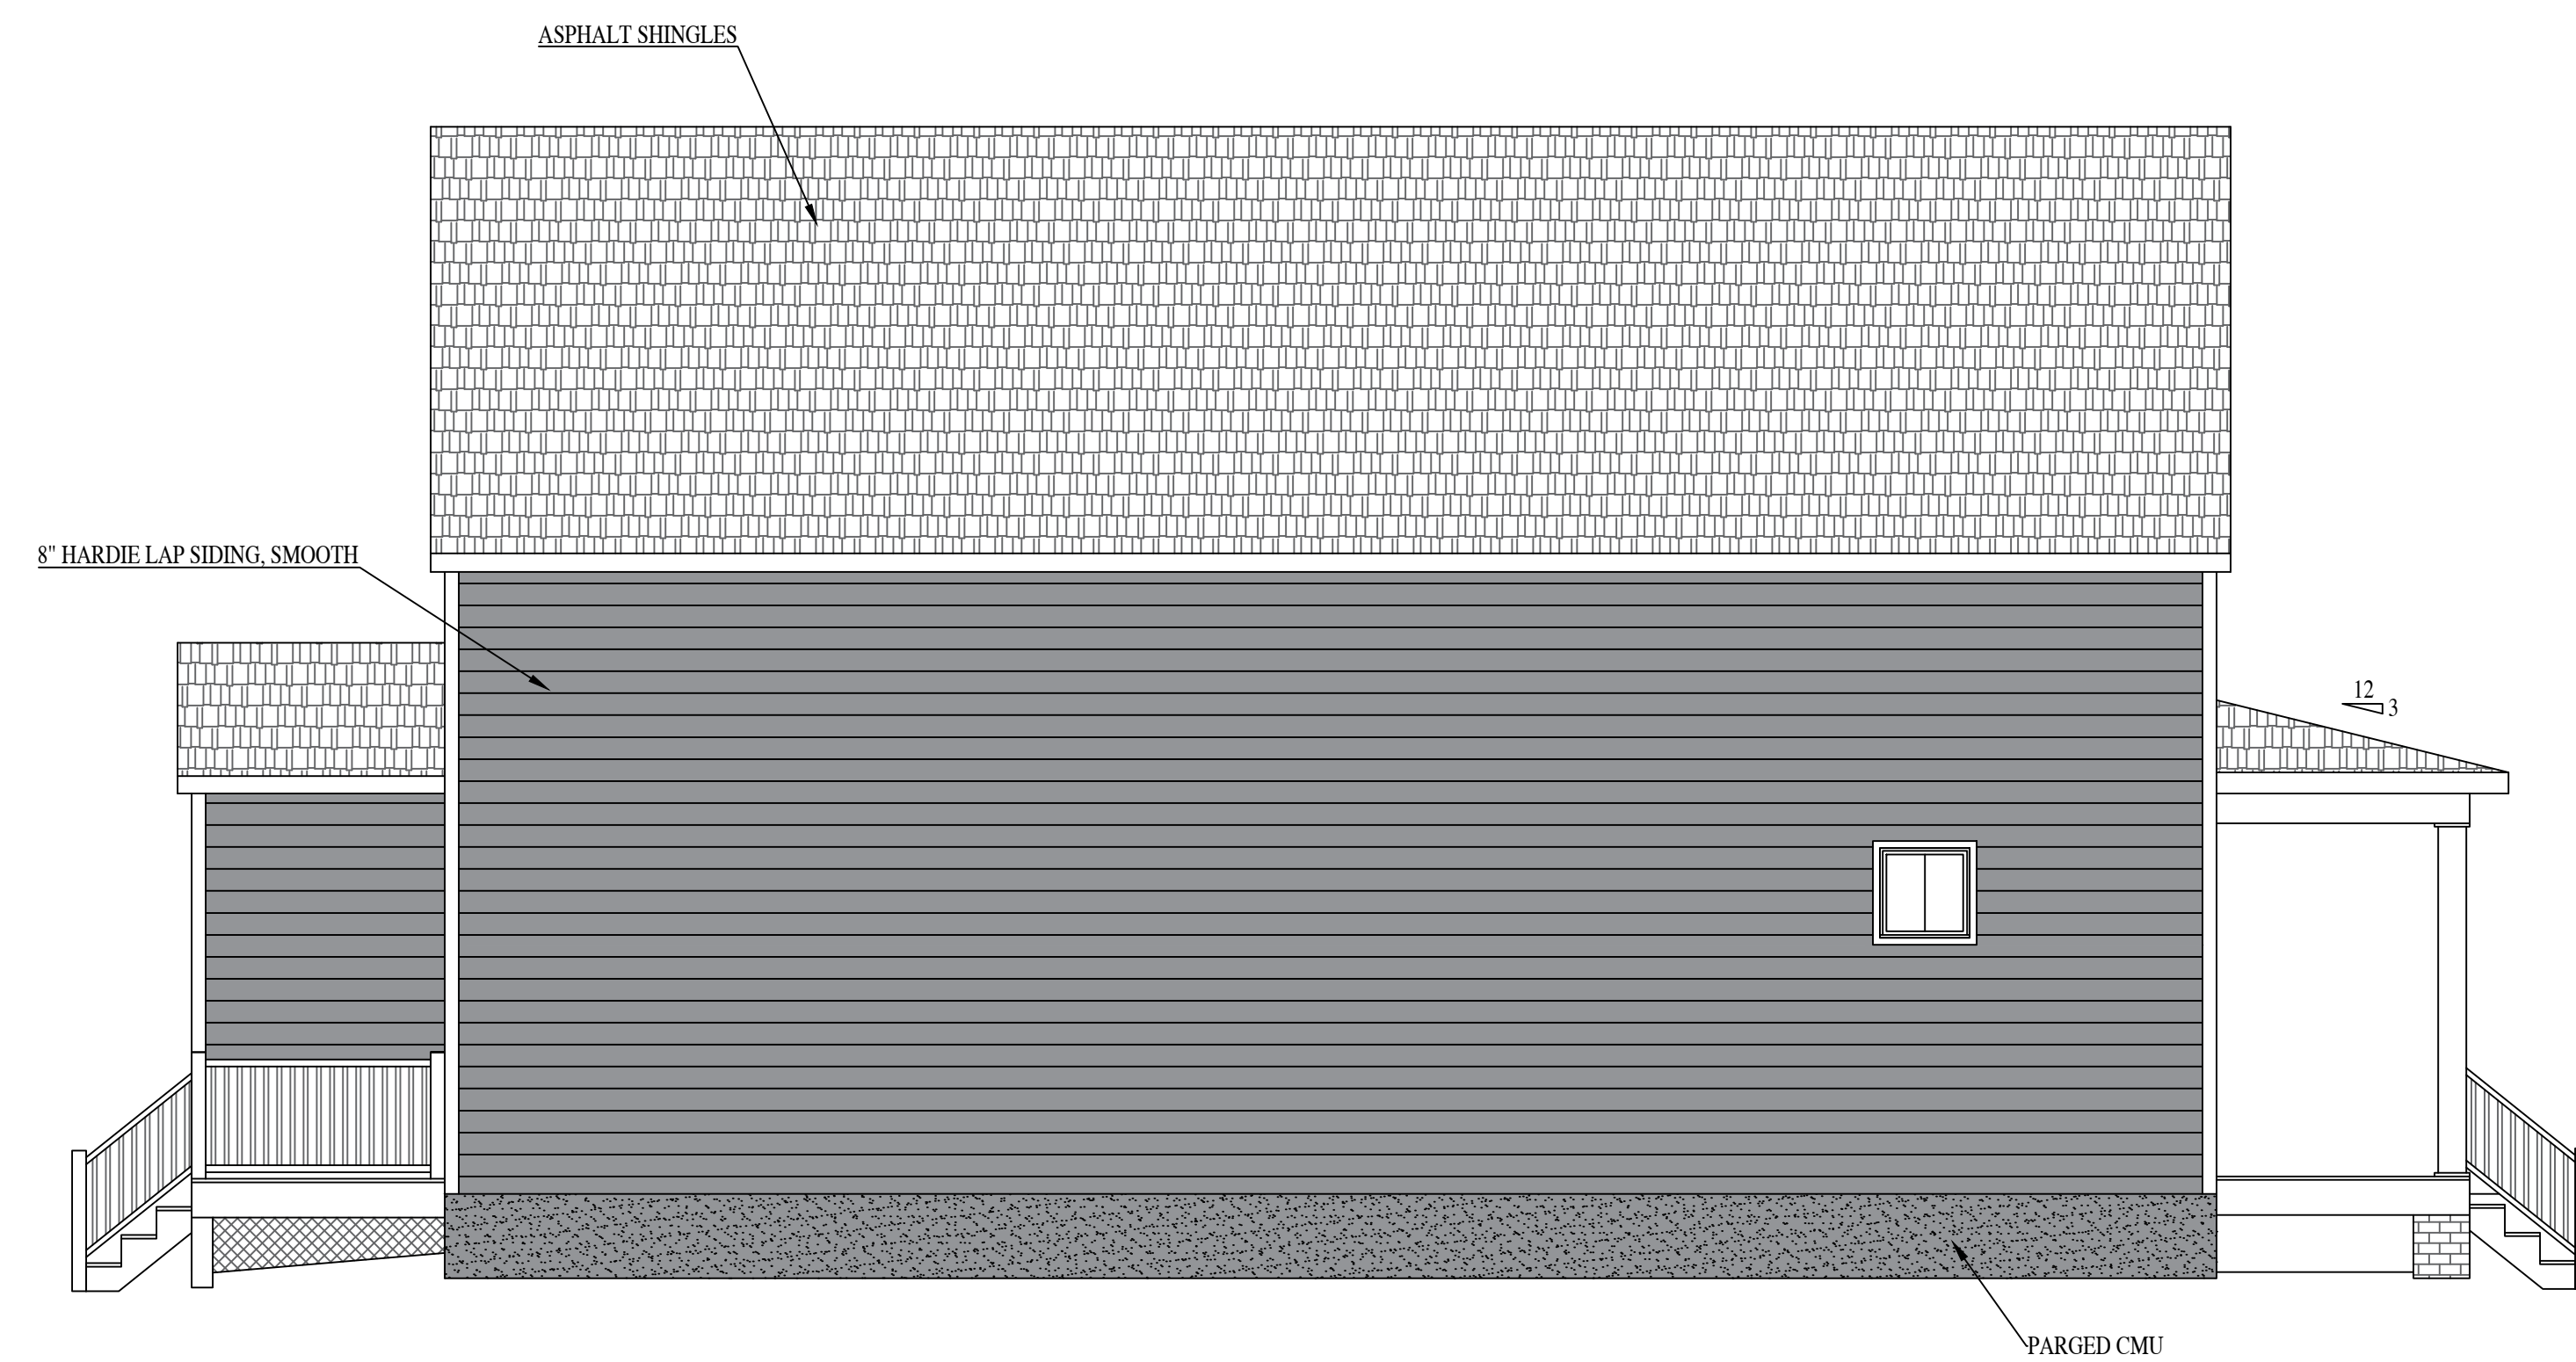 ASPHALT SHINGLES
8" HARDIE LAP SIDING, SMOOTH
12
3
PARGED CMU